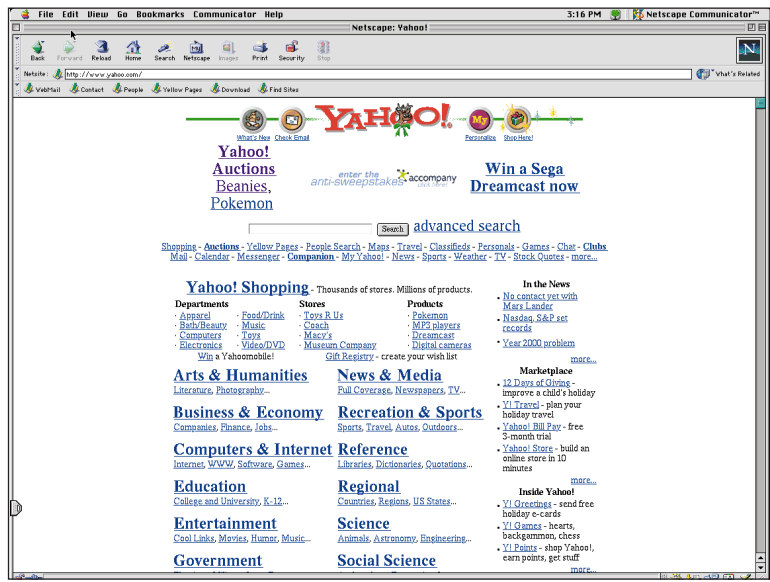 File Edit View Go Bookmarks Communicator Help 3:16 PM Netscape Communicator™
Netscape: Yahoo!
Back Forward Reload Home Search Netscape Images Print Security Stop N
Netsite: http://www.yahoo.com/ What's Related
WebMail Contact People Yellow Pages Download Find Sites
YAHOO!
What's New Check Email Personalize Shop Here!
My
Yahoo!
Auctions
Beanies,
Pokemon
enter the
anti-sweepstakes
accompany
click here!
Win a Sega
Dreamcast now
Search advanced search
Shopping - Auctions - Yellow Pages - People Search - Maps - Travel - Classifieds - Personals - Games - Chat - Clubs
Mail - Calendar - Messenger - Companion - My Yahoo! - News - Sports - Weather - TV - Stock Quotes - more...
Yahoo! Shopping - Thousands of stores. Millions of products.
Departments Stores Products
· Apparel · Food/Drink · Toys R Us · Pokemon
· Bath/Beauty · Music · Coach · MP3 players
· Computers · Toys · Macy's · Dreamcast
· Electronics · Video/DVD · Museum Company · Digital cameras
Win a Yahoomobile! Gift Registry - create your wish list
Arts & Humanities
Literature, Photography...
News & Media
Full Coverage, Newspapers, TV...
Business & Economy
Companies, Finance, Jobs...
Recreation & Sports
Sports, Travel, Autos, Outdoors...
Computers & Internet
Internet, WWW, Software, Games...
Reference
Libraries, Dictionaries, Quotations...
Education
College and University, K-12...
Regional
Countries, Regions, US States...
Entertainment
Cool Links, Movies, Humor, Music...
Science
Animals, Astronomy, Engineering...
Government
Social Science
In the News
• No contact yet with
Mars Lander
• Nasdaq, S&P set
records
• Year 2000 problem
more...
Marketplace
• 12 Days of Giving -
improve a child's holiday
• Y! Travel - plan your
holiday travel
• Yahoo! Bill Pay - free
3-month trial
• Yahoo! Store - build an
online store in 10
minutes
more...
Inside Yahoo!
• Y! Greetings - send free
holiday e-cards
• Y! Games - hearts,
backgammon, chess
• Y! Points - shop Yahoo!,
earn points, get stuff
more...